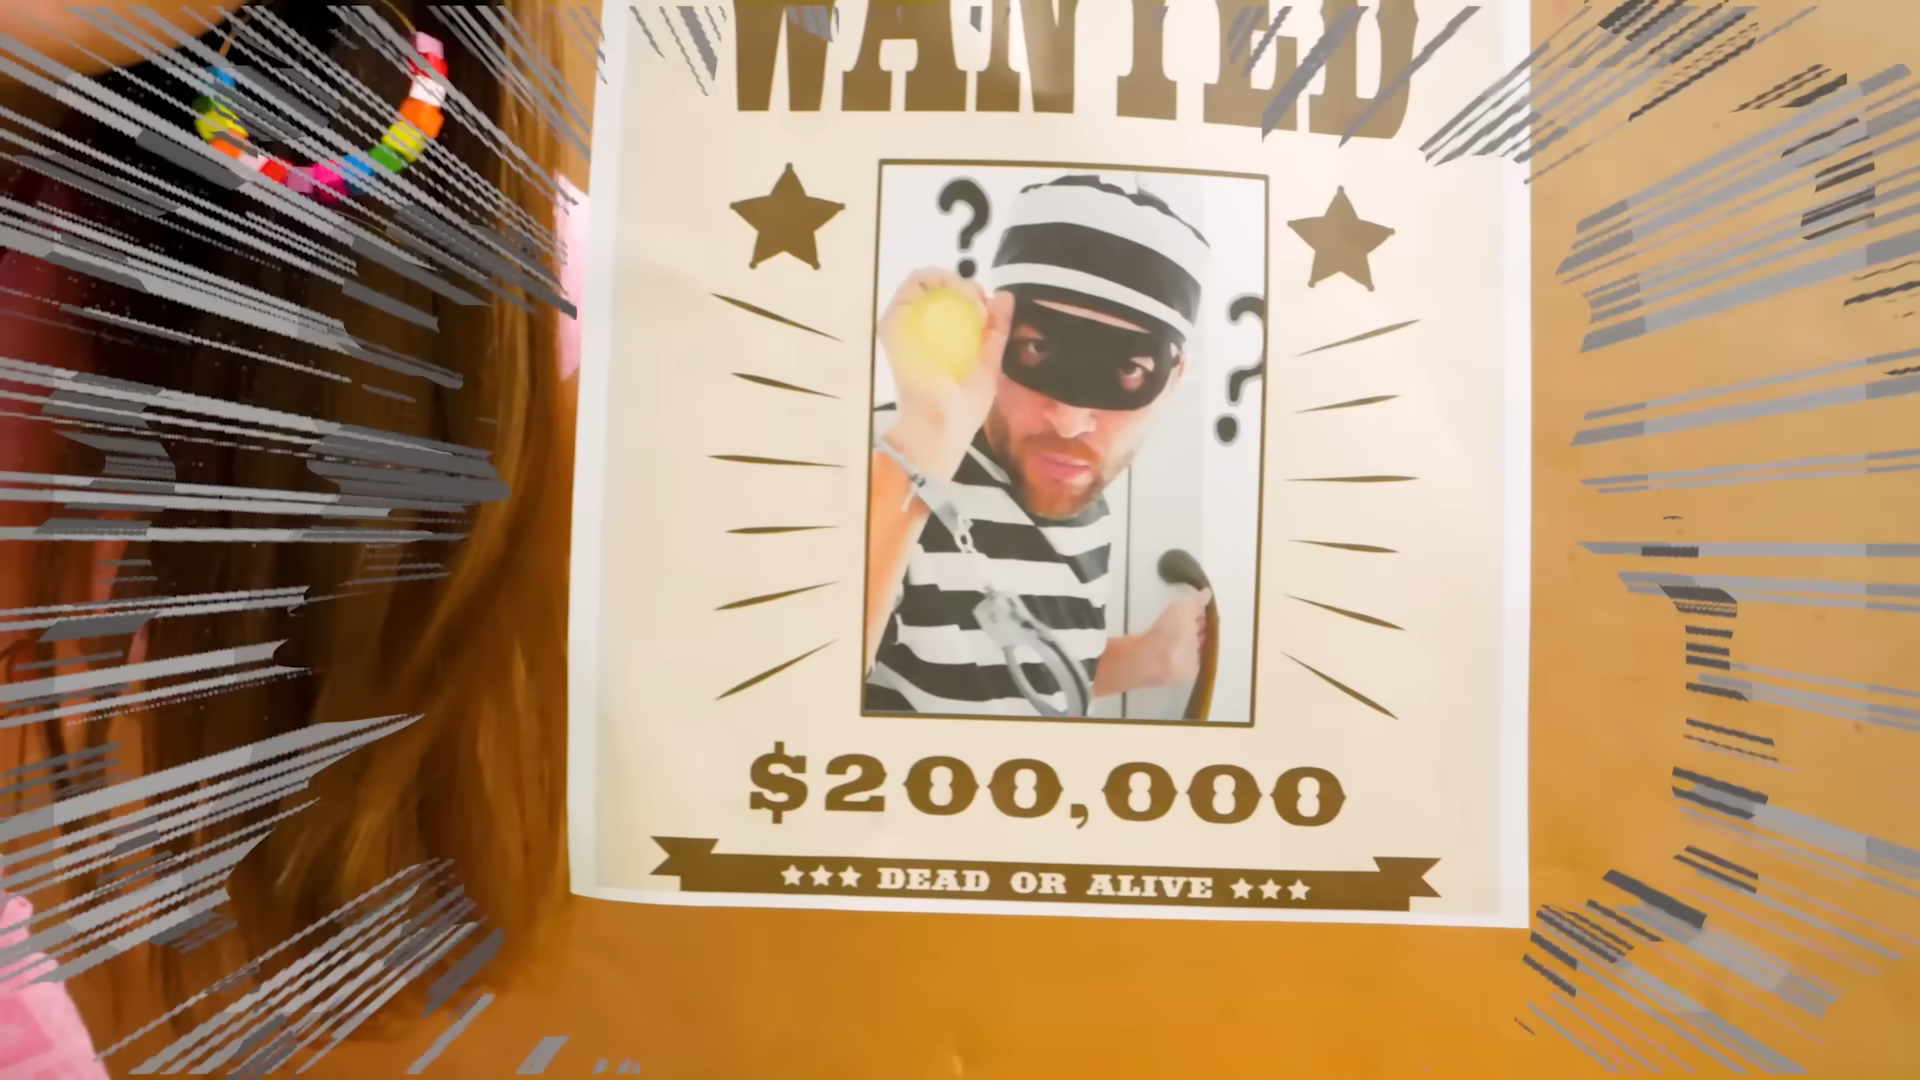 WANTED
? ?
$200,000
★★★ DEAD OR ALIVE ★★★